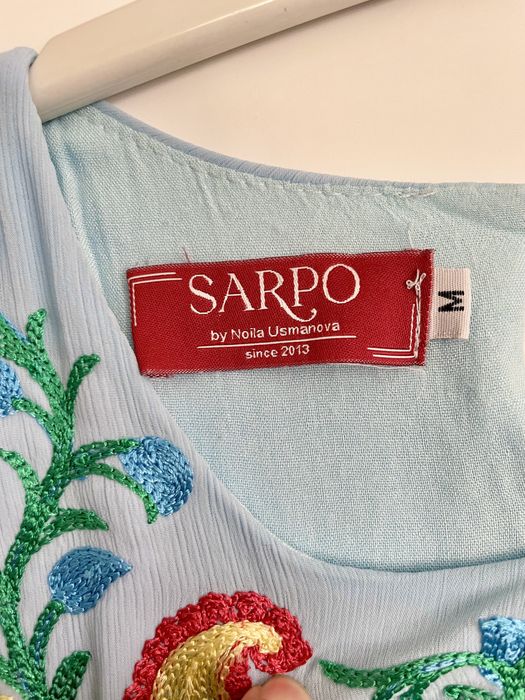 SARPO
by Noila Usmanova
since 2013
M